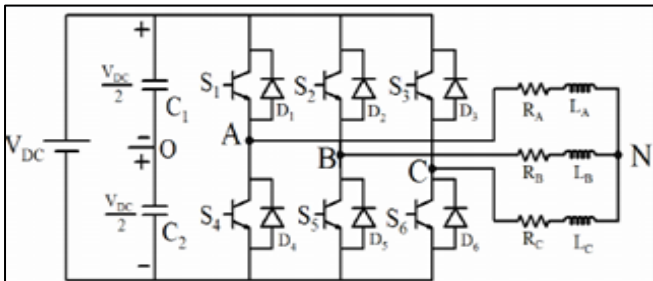 +
V_DC/2
C_1
-
V_DC
O
+
V_DC/2
C_2
-
S_1
D_1
S_2
D_2
S_3
D_3
A
B
C
S_4
D_4
S_5
D_5
S_6
D_6
R_A
L_A
R_B
L_B
N
R_C
L_C